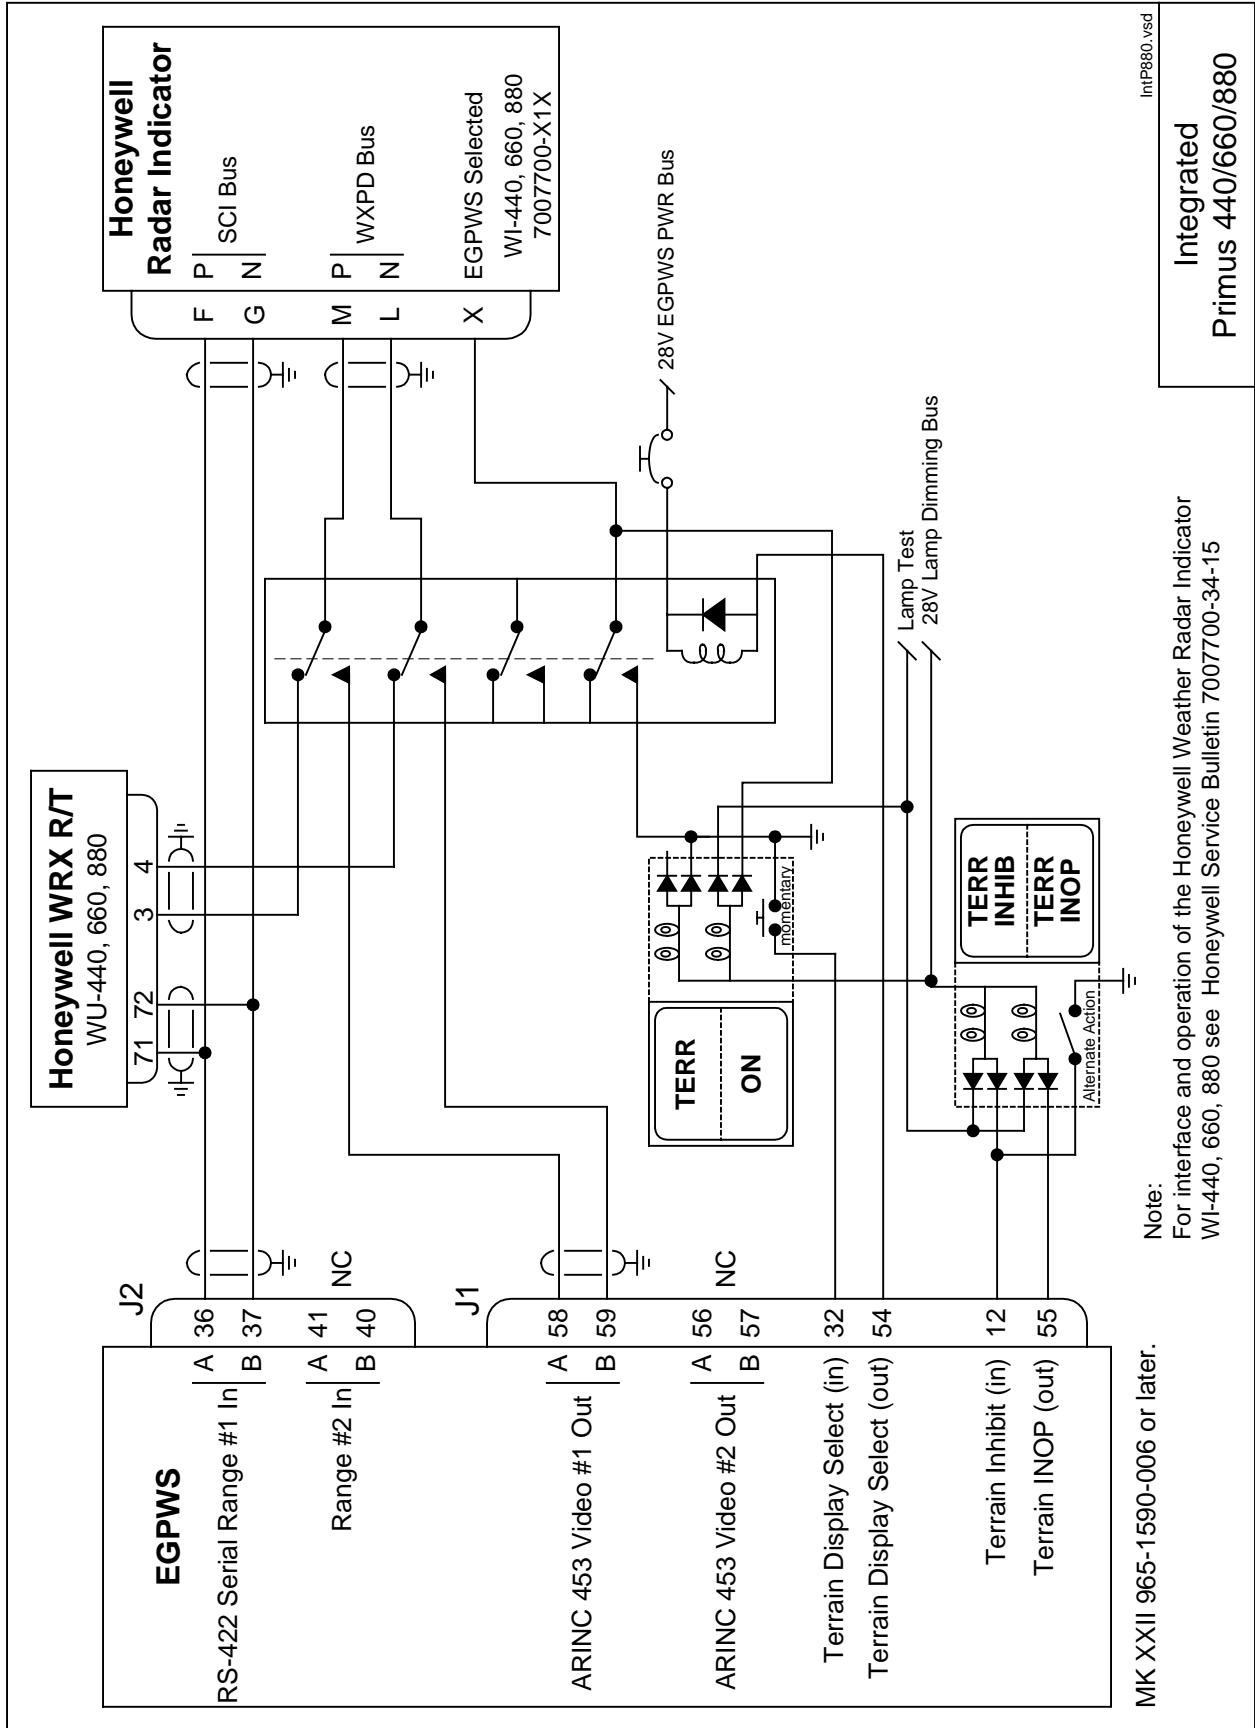 Honeywell WRX R/T
WU-440, 660, 880
71 72 3 4
Honeywell
Radar Indicator
F P
G N
SCI Bus
M P
L N
WXPD Bus
X EGPWS Selected
WI-440, 660, 880
7007700-X1X
EGPWS
J2
RS-422 Serial Range #1 In
A 36
B 37
Range #2 In
A 41
B 40
NC
J1
ARINC 453 Video #1 Out
A 58
B 59
ARINC 453 Video #2 Out
A 56
B 57
NC
Terrain Display Select (in) 32
Terrain Display Select (out) 54
Terrain Inhibit (in) 12
Terrain INOP (out) 55
28V EGPWS PWR Bus
TERR
ON
momentary
Lamp Test
28V Lamp Dimming Bus
TERR
INHIB
TERR
INOP
Alternate Action
MK XXII 965-1590-006 or later.
Note:
For interface and operation of the Honeywell Weather Radar Indicator
WI-440, 660, 880 see Honeywell Service Bulletin 7007700-34-15
IntP880.vsd
Integrated
Primus 440/660/880